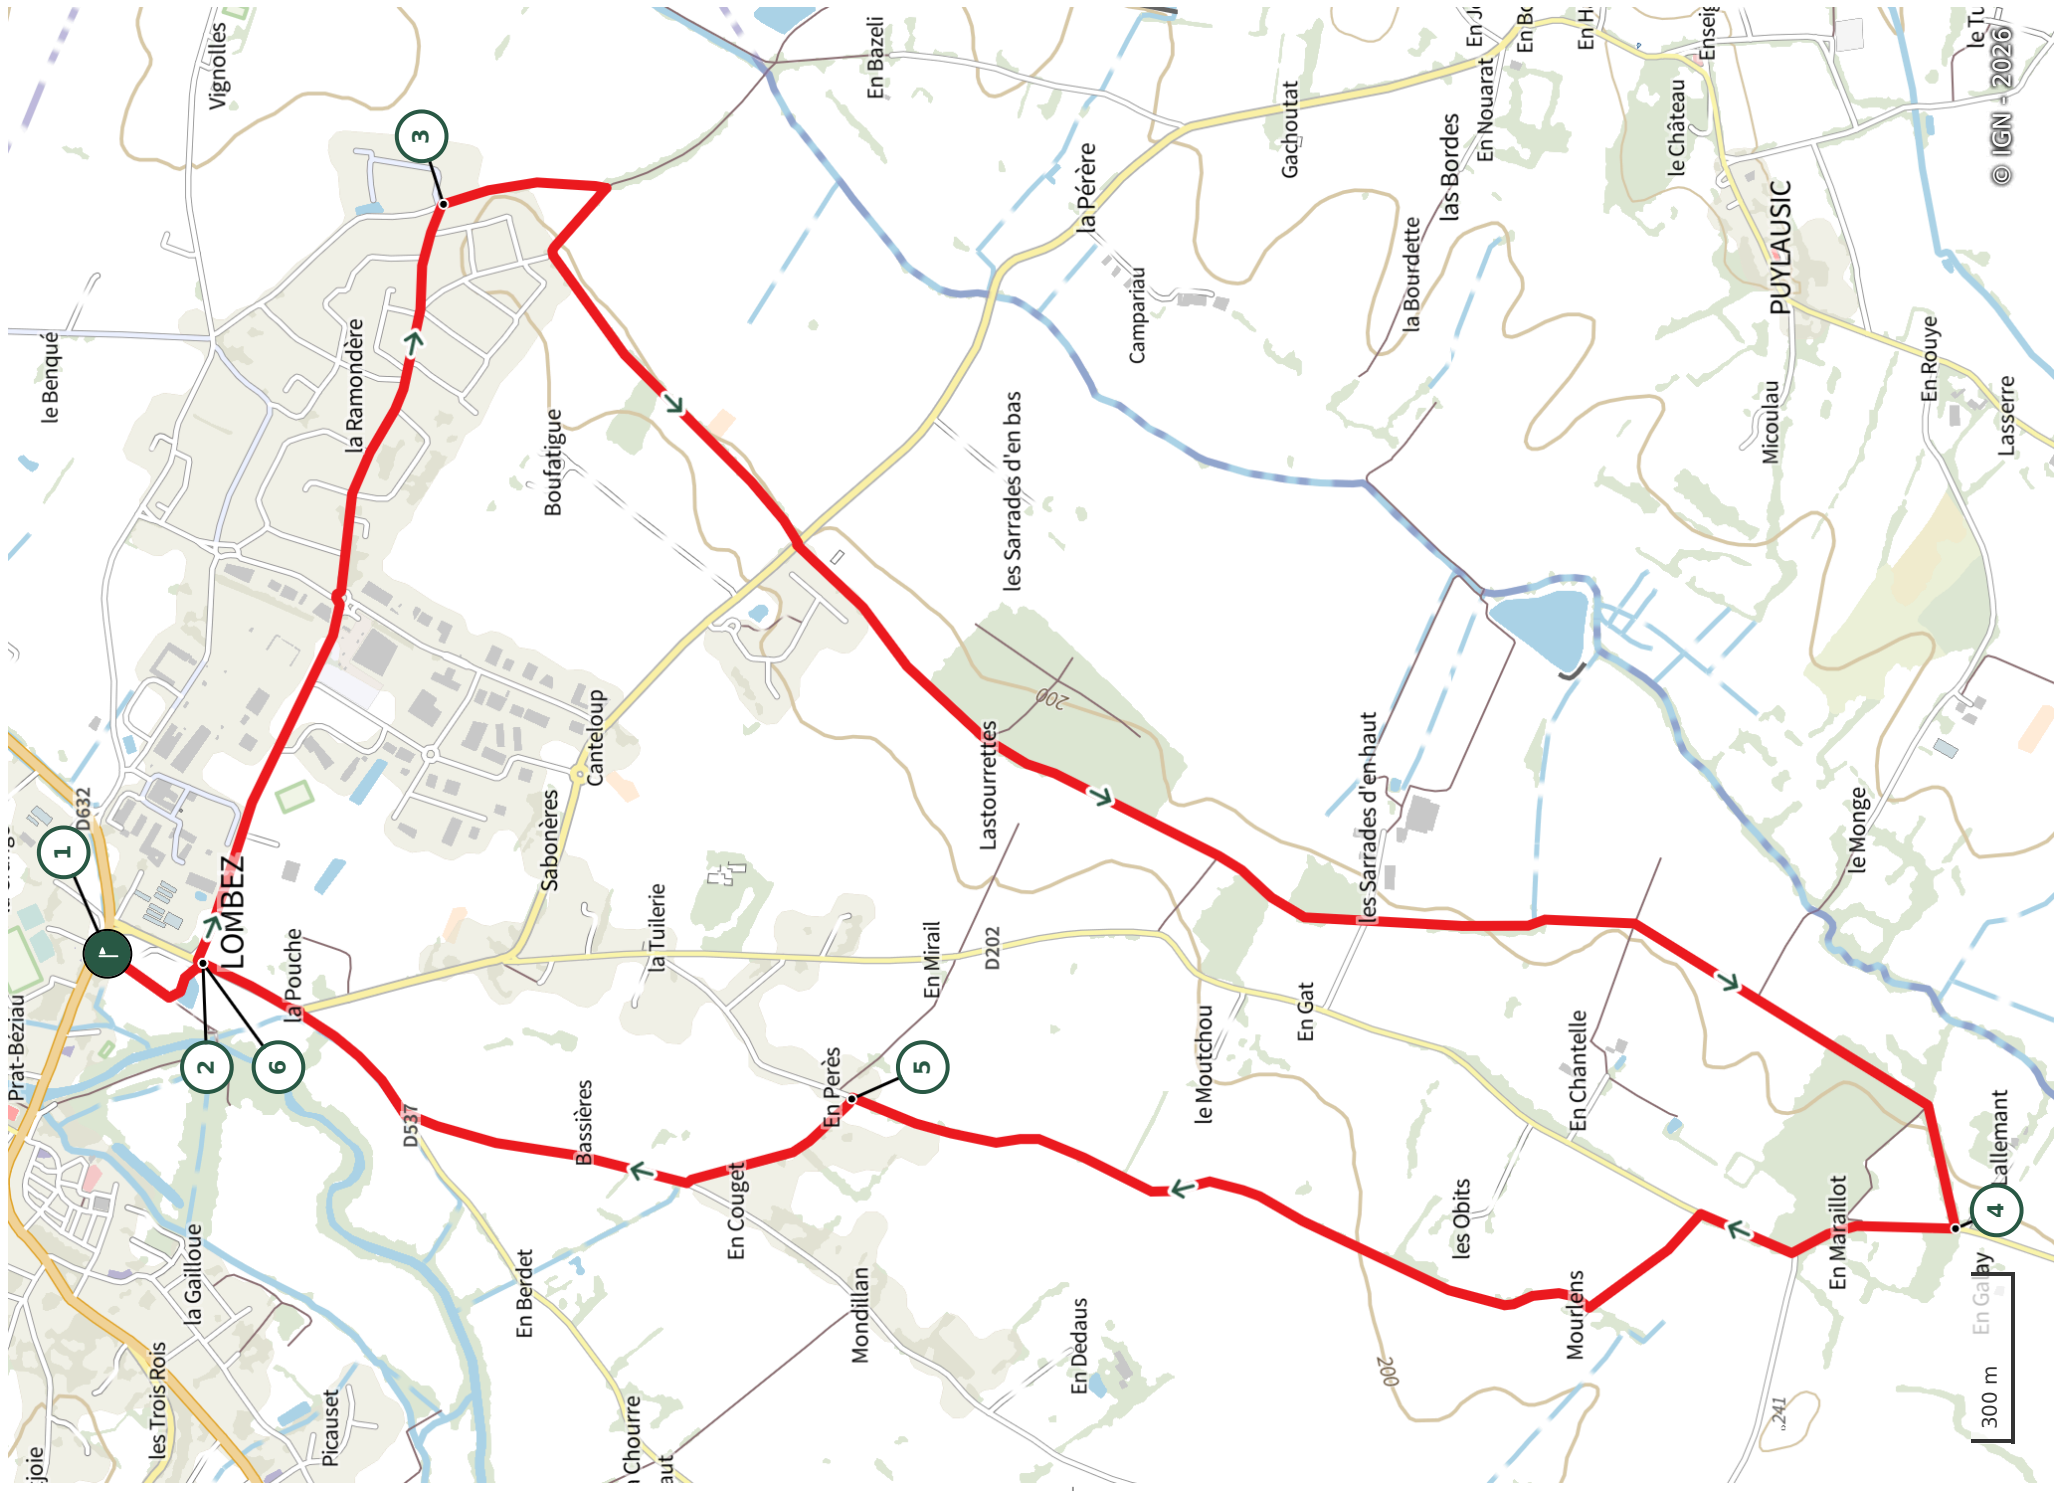 Vignolles
le Benqué
la Ramondère
Boufatigue
En Bazeli
la Pérère
Gachoutat
las Bordes
En Nouarat
le Château
PUYLAUSIC
la Bourdette
Campariau
Micoulau
En Rouye
Lasserre
les Sarrades d'en bas
Canteloup
Sabonères
Lastourrettes
200
les Sarrades d'en haut
le Monge
D632
LOMBEZ
la Pouche
la Tuilerie
En Mirail
D202
le Moutchou
En Gat
En Chantelle
Prat-Béziau
D537
Bassières
En Perès
En Couget
Mondillan
En Berdet
En Dedaus
la Gailloue
les Trois Rois
Picauset
les Obits
Mourlens
En Maraillot
Lallemant
En Galay
200
241
1
2
3
4
5
6
300 m
© IGN - 2026